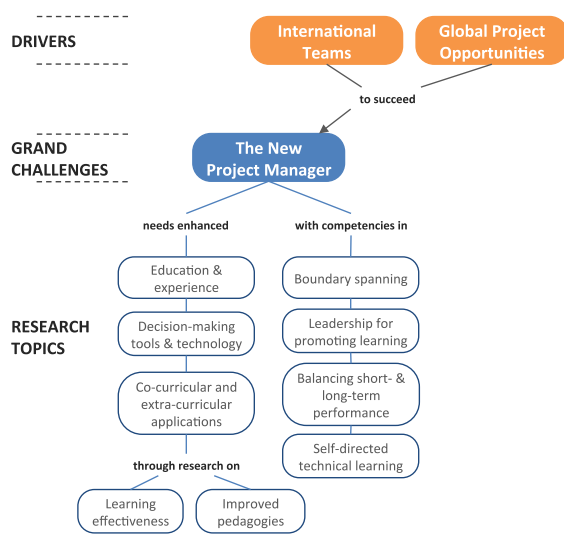 DRIVERS
International
Teams
Global Project
Opportunities
to succeed
GRAND
CHALLENGES
The New
Project Manager
needs enhanced
with competencies in
RESEARCH
TOPICS
Education &
experience
Decision-making
tools & technology
Co-curricular and
extra-curricular
applications
through research on
Learning
effectiveness
Improved
pedagogies
Boundary spanning
Leadership for
promoting learning
Balancing short- &
long-term
performance
Self-directed
technical learning